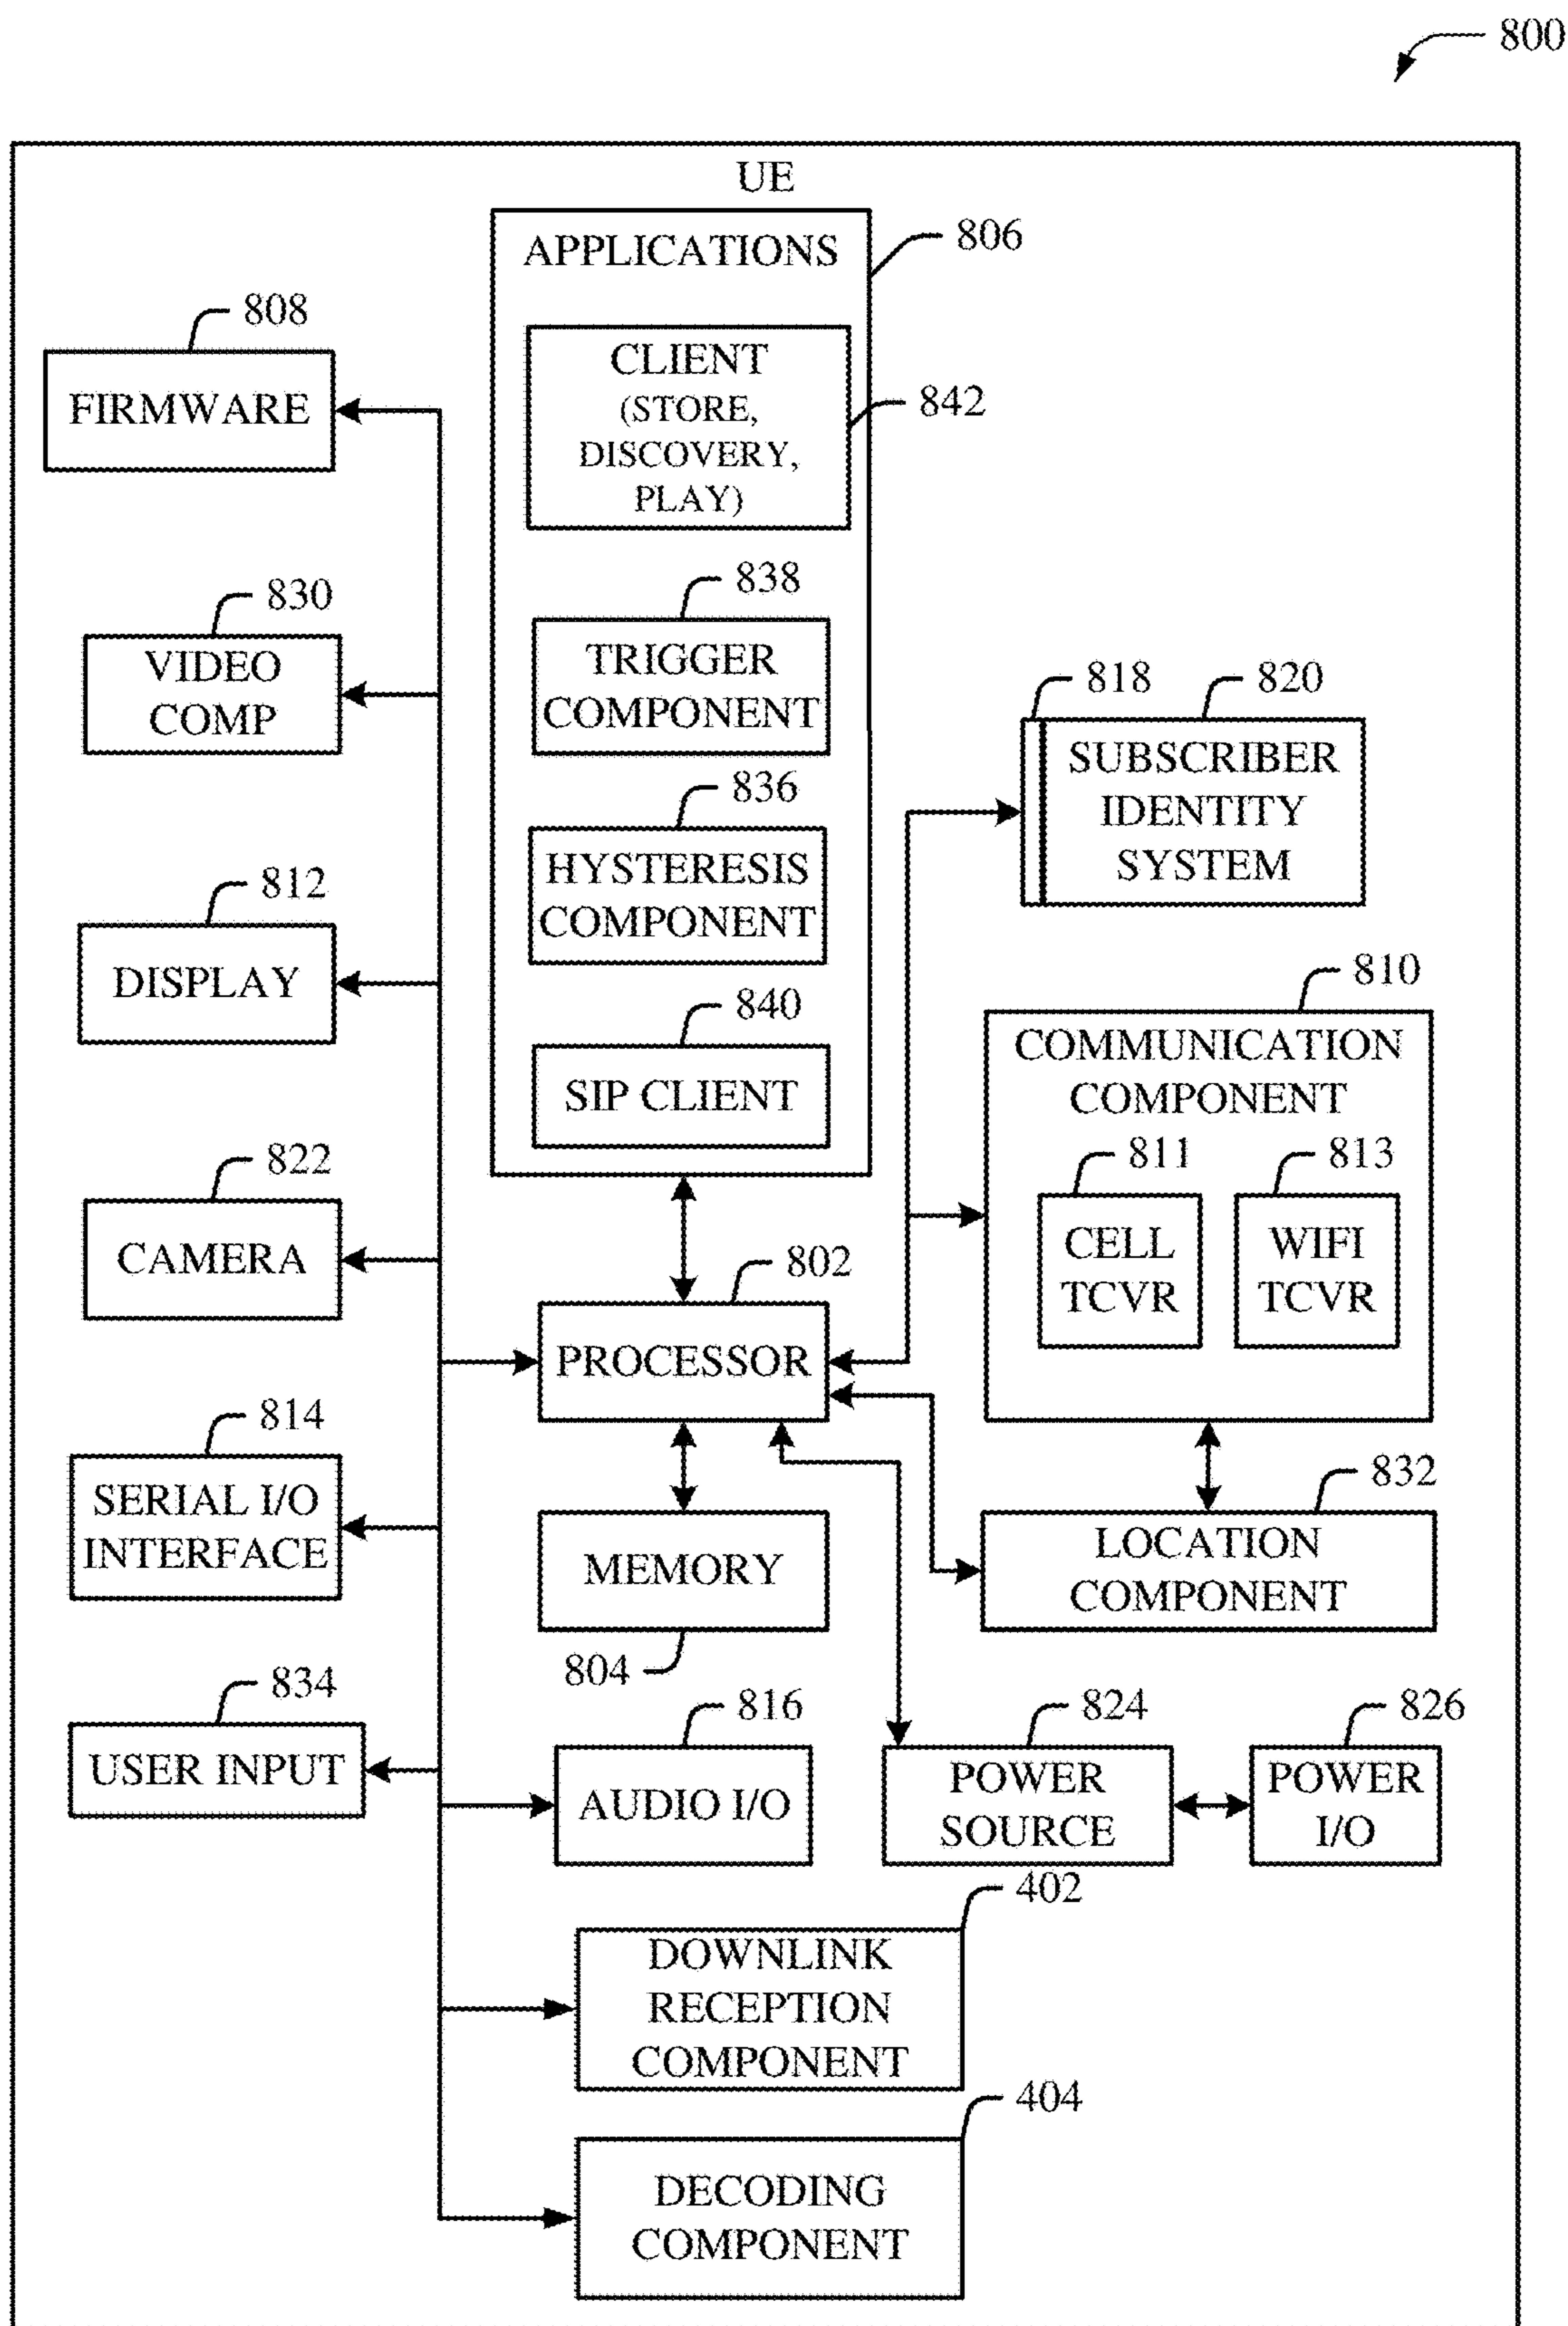 800
UE
APPLICATIONS
806
808
FIRMWARE
CLIENT
(STORE,
DISCOVERY,
PLAY)
842
838
TRIGGER
COMPONENT
830
VIDEO
COMP
818
820
SUBSCRIBER
IDENTITY
SYSTEM
836
HYSTERESIS
COMPONENT
812
DISPLAY
840
SIP CLIENT
810
COMMUNICATION
COMPONENT
811
CELL
TCVR
813
WIFI
TCVR
822
CAMERA
802
PROCESSOR
814
SERIAL I/O
INTERFACE
MEMORY
804
832
LOCATION
COMPONENT
834
USER INPUT
816
AUDIO I/O
824
POWER
SOURCE
826
POWER
I/O
402
DOWNLINK
RECEPTION
COMPONENT
404
DECODING
COMPONENT